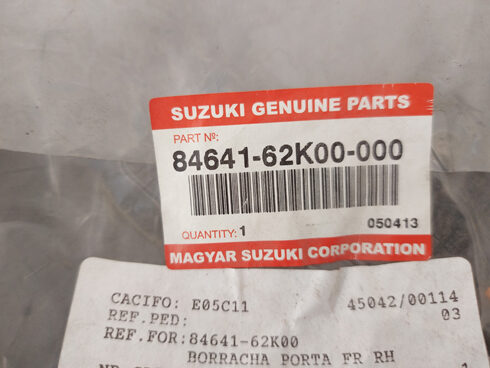 SUZUKI GENUINE PARTS
PART Nº:
84641-62K00-000
050413
QUANTITY: 1
MAGYAR SUZUKI CORPORATION
CACIFO: E05C11 45042/00114
REF.PED: 03
REF.FOR:84641-62K00
BORRACHA PORTA FR RH